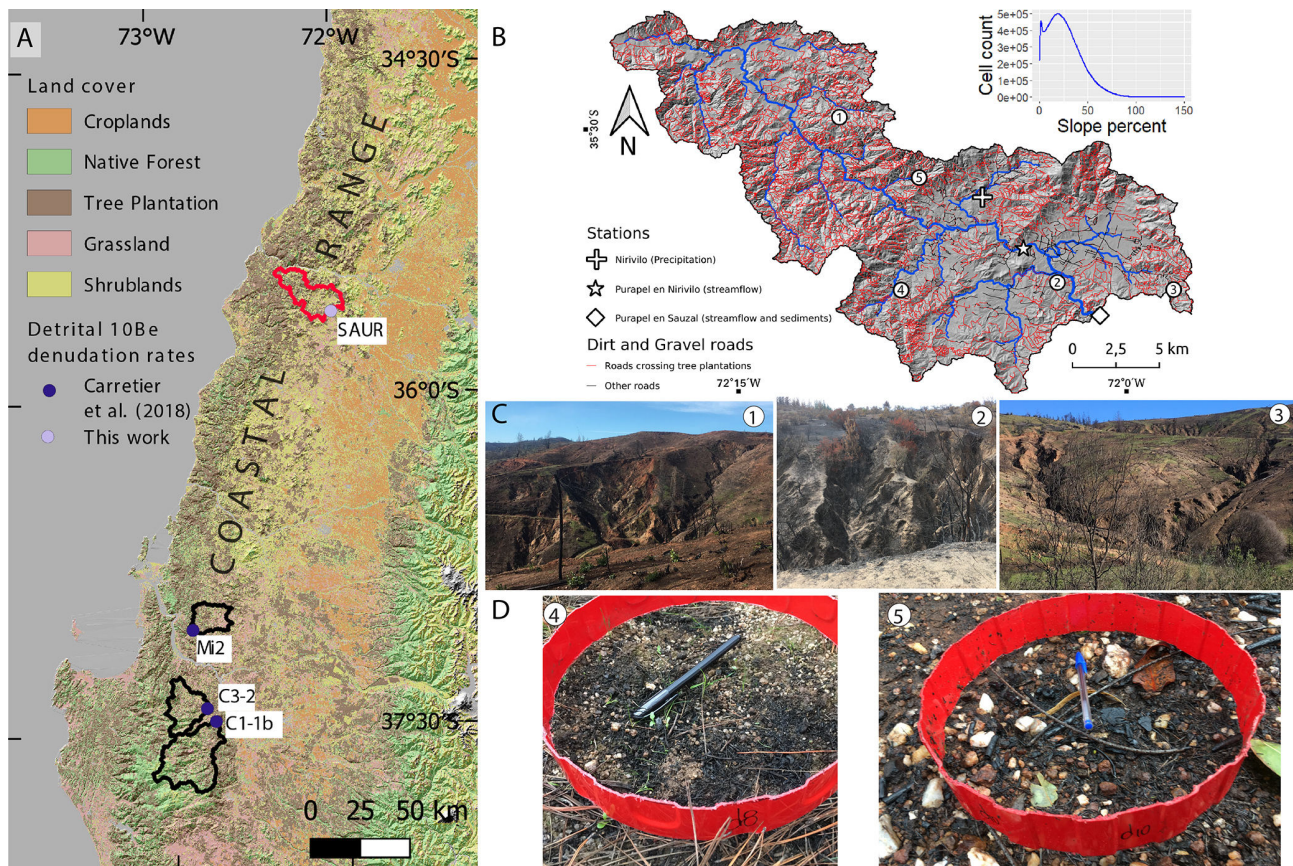 A
73°W
72°W
34°30'S
Land cover
Croplands
Native Forest
Tree Plantation
Grassland
Shrublands
Detrital 10Be
denudation rates
Carretier
et al. (2018)
This work
COASTAL RANGE
SAUR
36°0'S
Mi2
C3-2
C1-1b
37°30'S
0 25 50 km
B
35°30'S
N
1
5
4
2
3
Stations
Nirivilo (Precipitation)
Purapel en Nirivilo (streamflow)
Purapel en Sauzal (streamflow and sediments)
Dirt and Gravel roads
Roads crossing tree plantations
Other roads
72°15´W
72°0´W
0 2,5 5 km
Cell count
5e+05
4e+05
3e+05
2e+05
1e+05
0e+00
0 50 100 150
Slope percent
C
1
2
3
D
4
18
5
d10